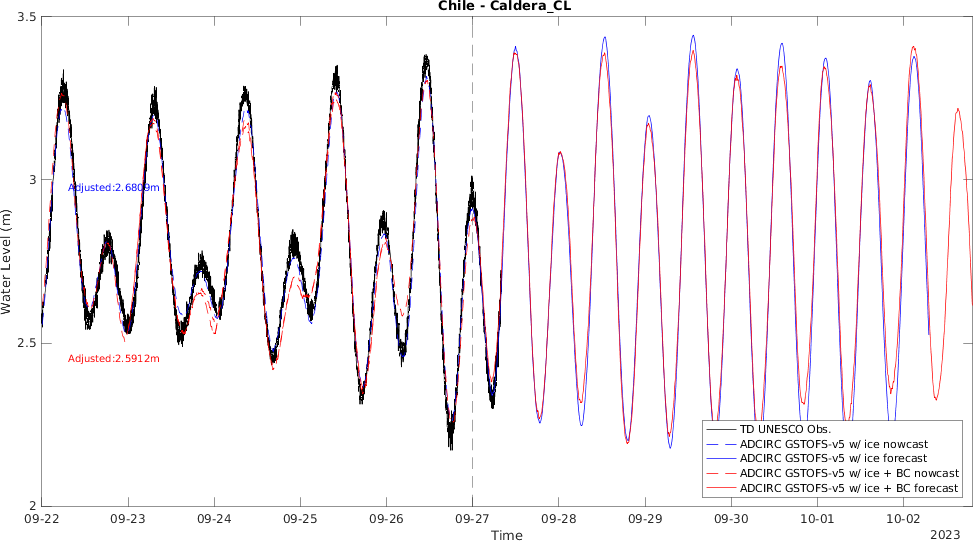 Chile - Caldera_CL
3.5
3
2.5
2
Water Level (m)
Adjusted:2.6809m
Adjusted:2.5912m
TD UNESCO Obs.
ADCIRC GSTOFS-v5 w/ ice nowcast
ADCIRC GSTOFS-v5 w/ ice forecast
ADCIRC GSTOFS-v5 w/ ice + BC nowcast
ADCIRC GSTOFS-v5 w/ ice + BC forecast
09-22 09-23 09-24 09-25 09-26 09-27 09-28 09-29 09-30 10-01 10-02
Time
2023